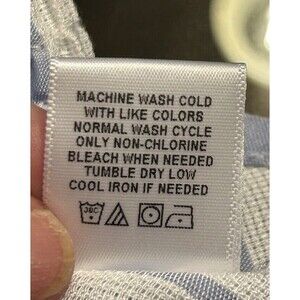 MACHINE WASH COLD
WITH LIKE COLORS
NORMAL WASH CYCLE
ONLY NON-CHLORINE
BLEACH WHEN NEEDED
TUMBLE DRY LOW
COOL IRON IF NEEDED
30C